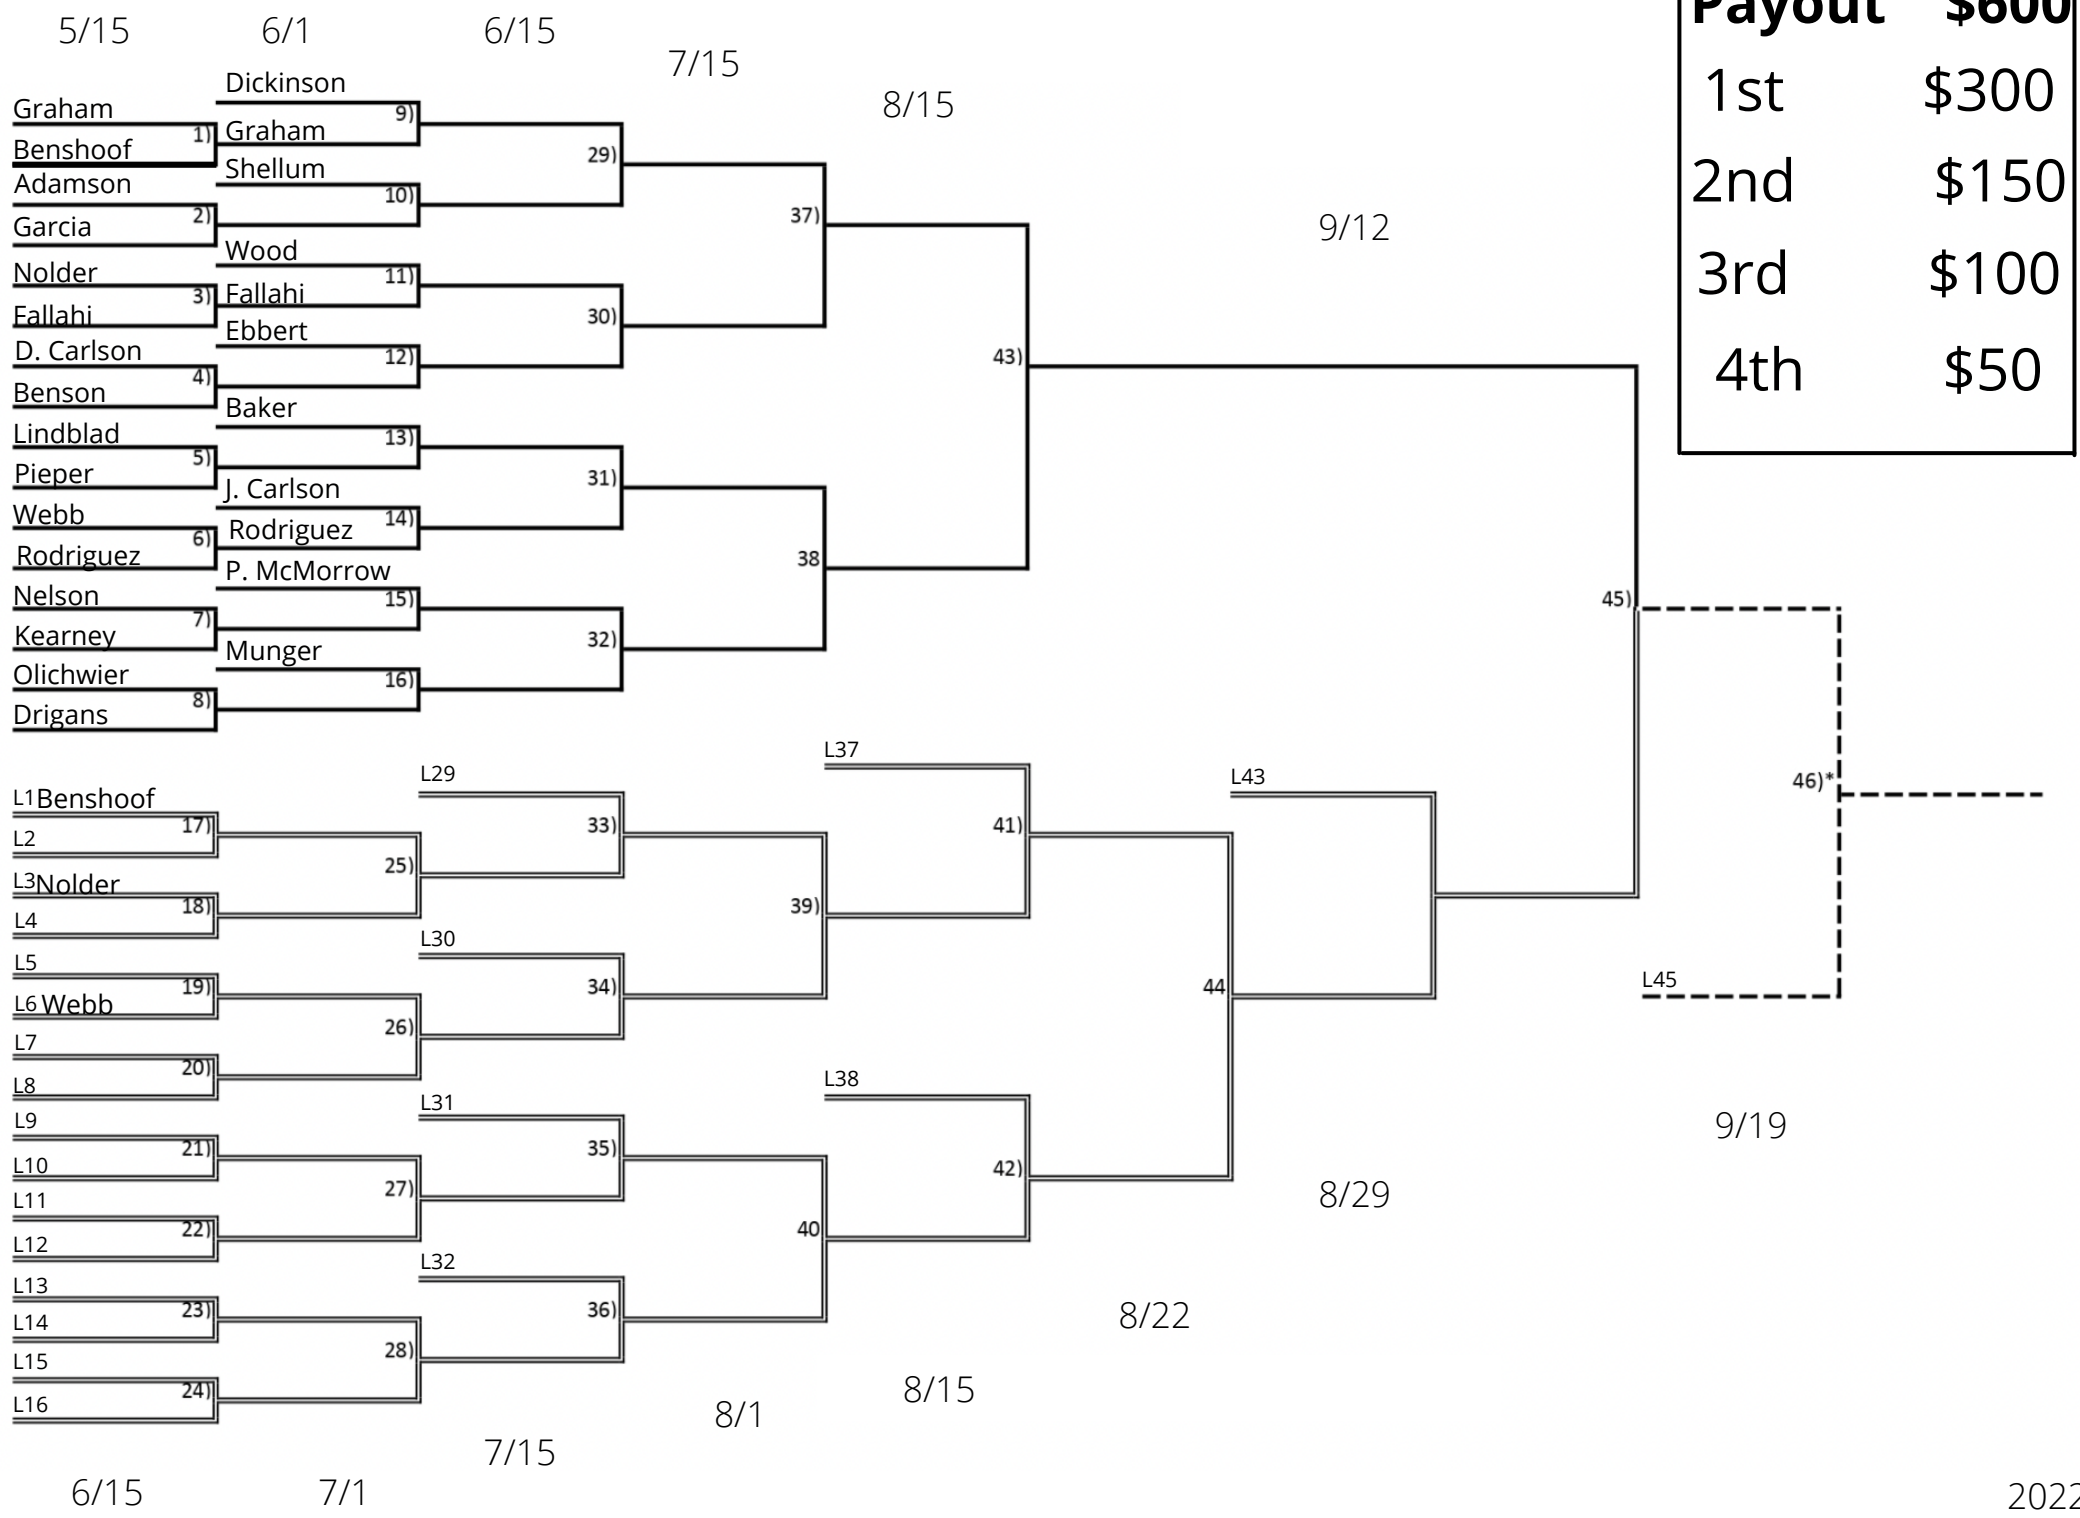 5/15
6/1
6/15
7/15
8/15
9/12
Payout $600
1st $300
2nd $150
3rd $100
4th $50
Graham
1)
Benshoof
Adamson
2)
Garcia
Nolder
3)
Fallahi
D. Carlson
4)
Benson
Lindblad
5)
Pieper
Webb
6)
Rodriguez
Nelson
7)
Kearney
Olichwier
8)
Drigans
Dickinson
9)
Graham
Shellum
10)
Wood
11)
Fallahi
Ebbert
12)
Baker
13)
J. Carlson
14)
Rodriguez
P. McMorrow
15)
Munger
16)
29)
30)
31)
32)
37)
38
43)
45)
46)*
L45
9/19
L1 Benshoof
17)
L2
L3 Nolder
18)
L4
L5
19)
L6 Webb
L7
20)
L8
L9
21)
L10
L11
22)
L12
L13
23)
L14
L15
24)
L16
25)
26)
27)
28)
L29
33)
L30
34)
L31
35)
L32
36)
39)
40
L37
41)
L38
42)
44
L43
6/15
7/1
7/15
8/1
8/15
8/22
8/29
2022